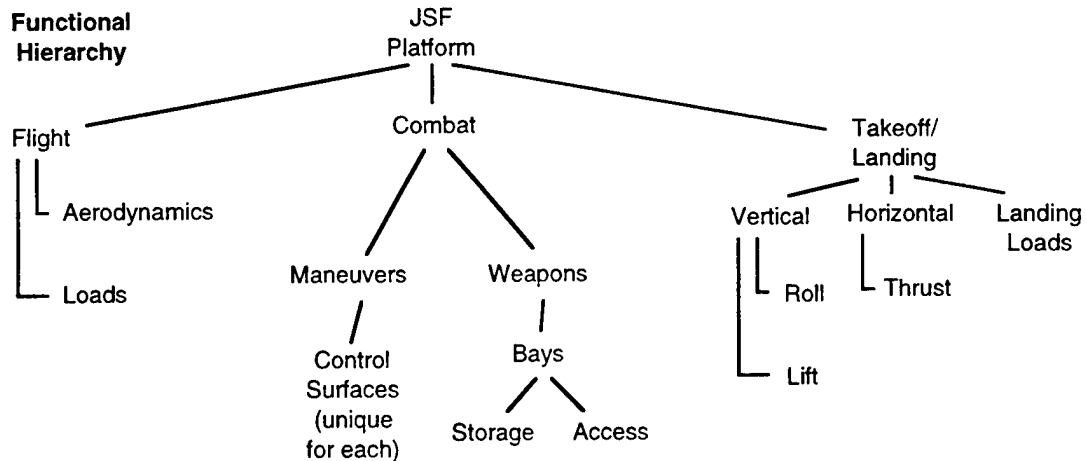 Functional
Hierarchy
JSF
Platform
Flight
Aerodynamics
Loads
Combat
Maneuvers
Control
Surfaces
(unique
for each)
Weapons
Bays
Storage
Access
Takeoff/
Landing
Vertical
Roll
Lift
Horizontal
Thrust
Landing
Loads